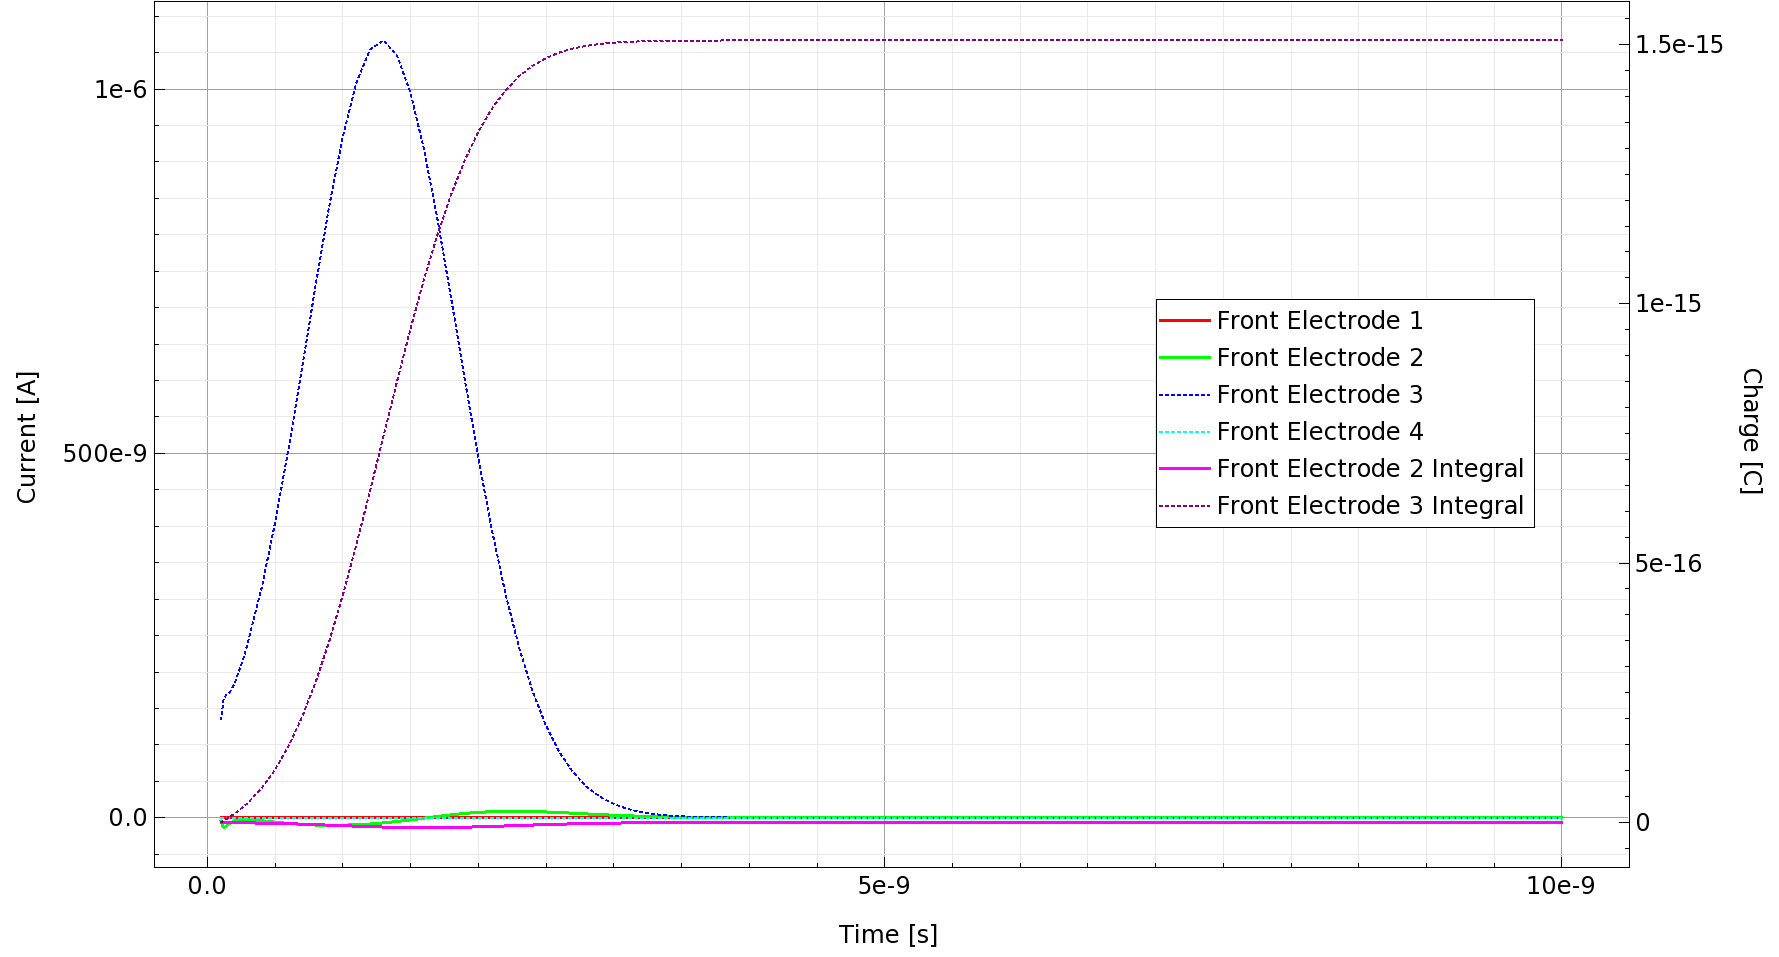 1e-6
500e-9
0.0
Current [A]
1.5e-15
1e-15
5e-16
0
Charge [C]
Front Electrode 1
Front Electrode 2
Front Electrode 3
Front Electrode 4
Front Electrode 2 Integral
Front Electrode 3 Integral
0.0 5e-9 10e-9
Time [s]